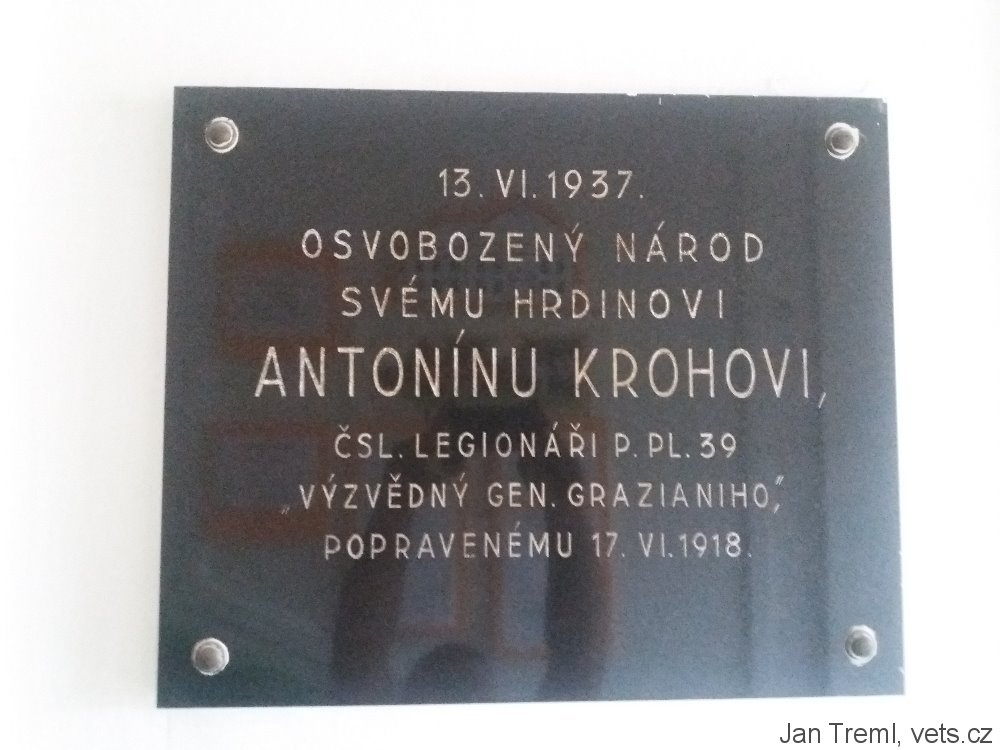 13. VI. 1937.
OSVOBOZENÝ NÁROD
SVÉMU HRDINOVI
ANTONÍNU KROHOVI,
ČSL. LEGIONÁŘI P. PL. 39
„VÝZVĚDNÝ GEN. GRAZIANIHO,“
POPRAVENÉMU 17. VI. 1918.
Jan Treml, vets.cz